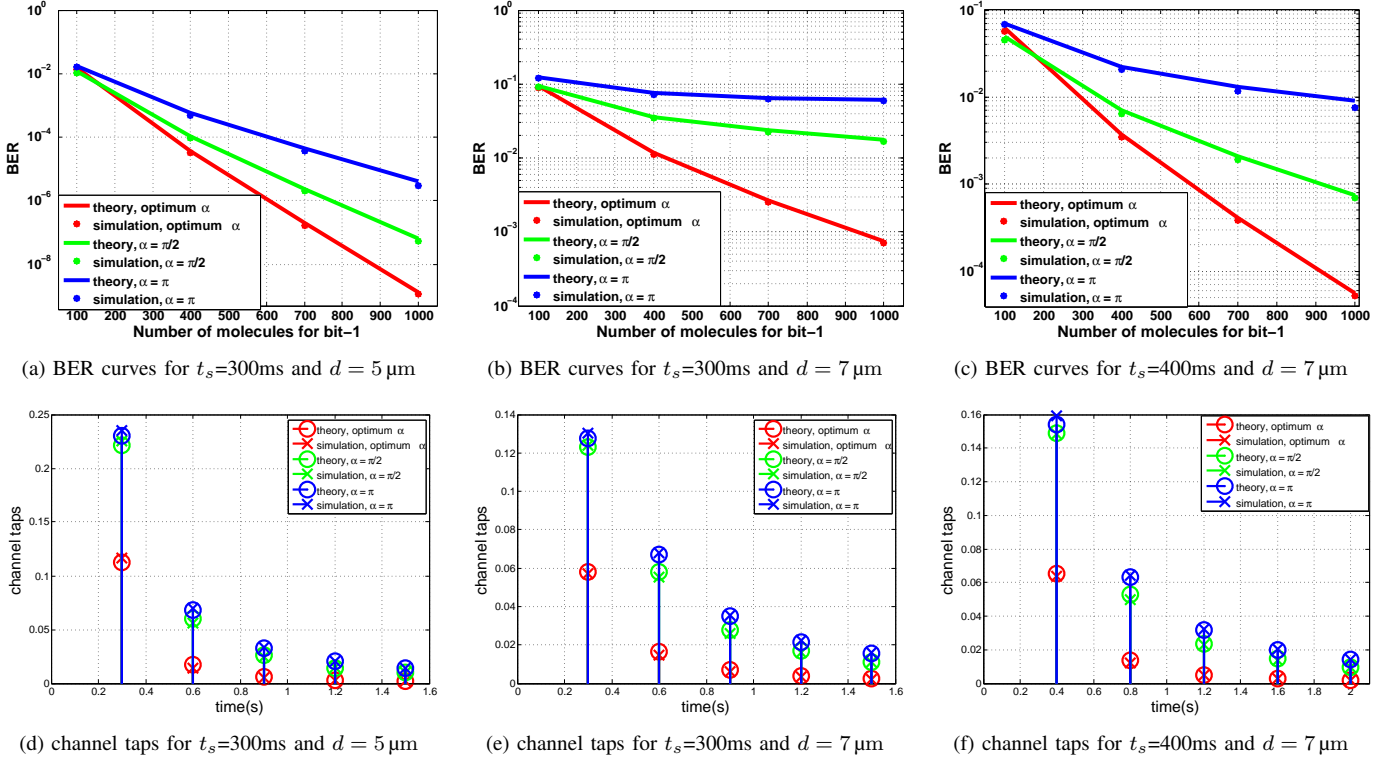 10^0
10^-2
10^-4
10^-6
10^-8
BER
theory, optimum α
simulation, optimum α
theory, α = π/2
simulation, α = π/2
theory, α = π
simulation, α = π
100 200 300 400 500 600 700 800 900 1000
Number of molecules for bit−1
(a) BER curves for t_s=300ms and d = 5 μm
10^0
10^-1
10^-2
10^-3
10^-4
BER
theory, optimum α
simulation, optimum α
theory, α = π/2
simulation, α = π/2
theory, α = π
simulation, α = π
100 200 300 400 500 600 700 800 900 1000
Number of molecules for bit−1
(b) BER curves for t_s=300ms and d = 7 μm
10^-1
10^-2
10^-3
10^-4
BER
theory, optimum α
simulation, optimum α
theory, α = π/2
simulation, α = π/2
theory, α = π
simulation, α = π
100 200 300 400 500 600 700 800 900 1000
Number of molecules for bit−1
(c) BER curves for t_s=400ms and d = 7 μm
0.25
0.2
0.15
0.1
0.05
0
channel taps
theory, optimum α
simulation, optimum α
theory, α = π/2
simulation, α = π/2
theory, α = π
simulation, α = π
0 0.2 0.4 0.6 0.8 1 1.2 1.4 1.6
time(s)
(d) channel taps for t_s=300ms and d = 5 μm
0.14
0.12
0.1
0.08
0.06
0.04
0.02
0
channel taps
theory, optimum α
simulation, optimum α
theory, α = π/2
simulation, α = π/2
theory, α = π
simulation, α = π
0 0.2 0.4 0.6 0.8 1 1.2 1.4 1.6
time(s)
(e) channel taps for t_s=300ms and d = 7 μm
0.16
0.14
0.12
0.1
0.08
0.06
0.04
0.02
0
channel taps
theory, optimum α
simulation, optimum α
theory, α = π/2
simulation, α = π/2
theory, α = π
simulation, α = π
0 0.2 0.4 0.6 0.8 1 1.2 1.4 1.6 1.8 2
time(s)
(f) channel taps for t_s=400ms and d = 7 μm